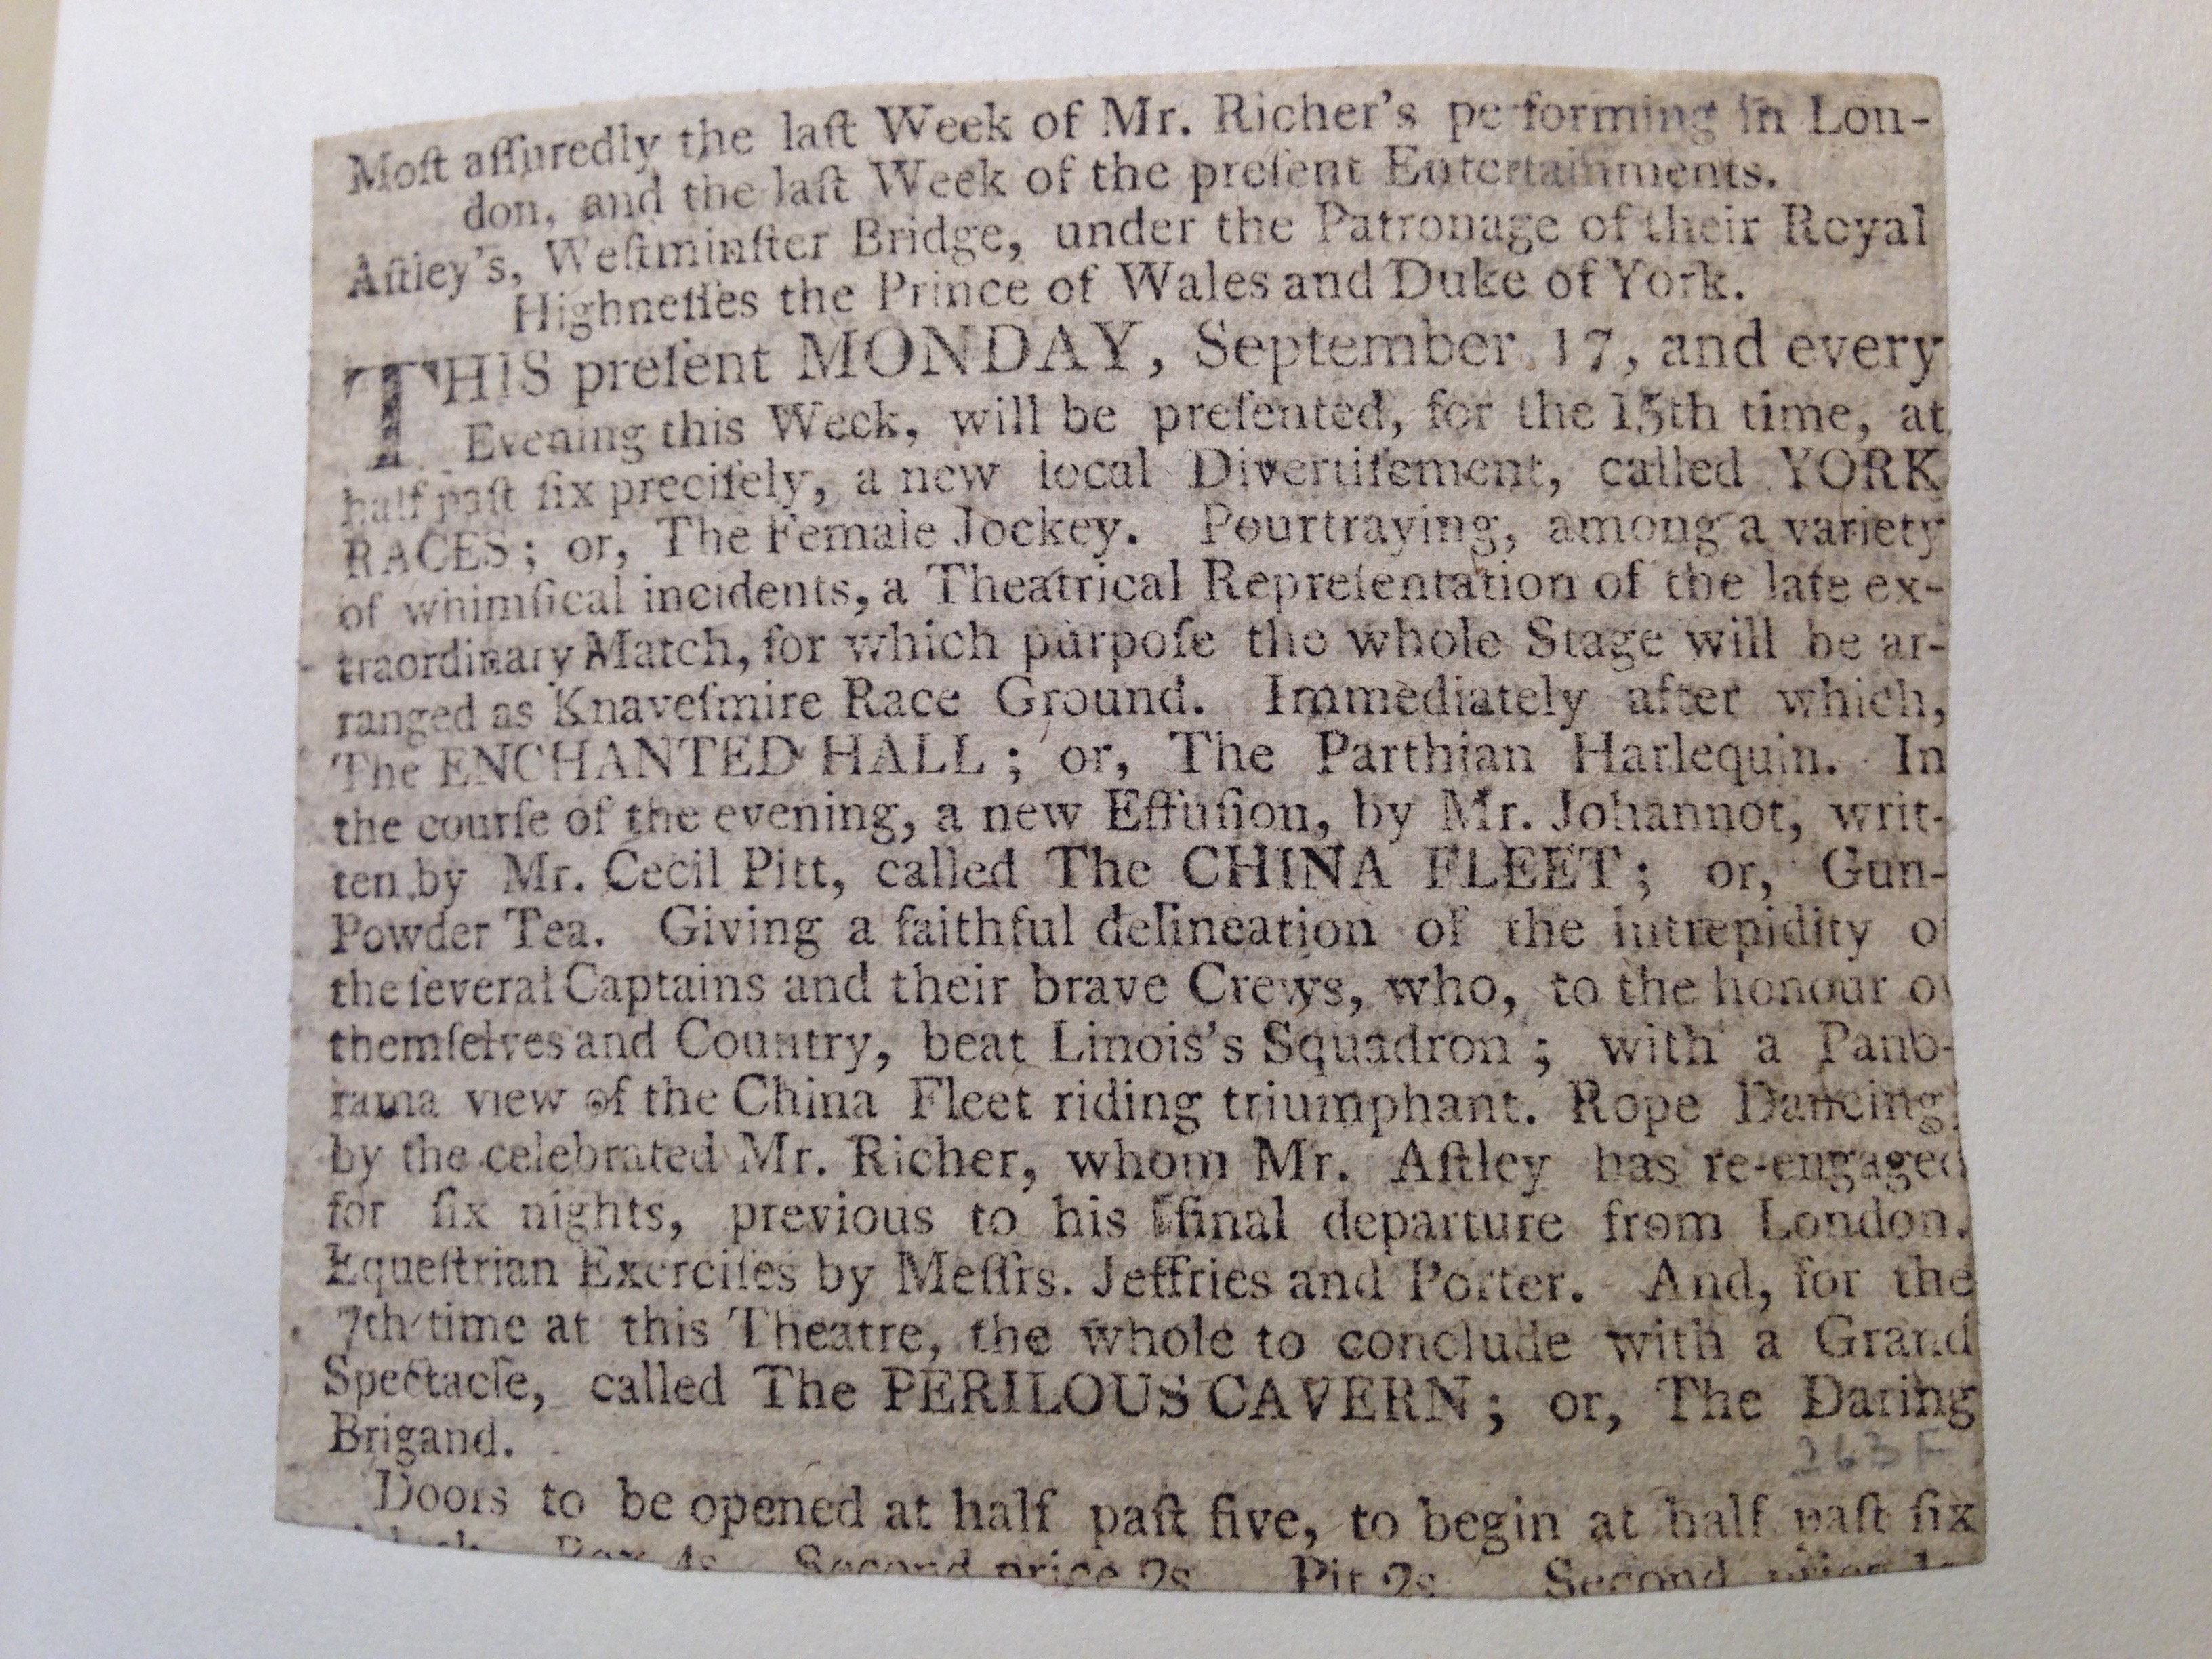 Moſt aſſuredly the laſt Week of Mr. Richer's performing in Lon-
don, and the laſt Week of the preſent Entertainments.
Aſtley's, Weſtminſter Bridge, under the Patronage of their Royal
Highneſſes the Prince of Wales and Duke of York.
THIS preſent MONDAY, September 17, and every
Evening this Week, will be preſented, for the 15th time, at
half paſt ſix preciſely, a new local Divertiſement, called YORK
RACES; or, The Female Jockey. Pourtraying, among a variety
of whimſical incidents, a Theatrical Repreſentation of the late ex-
traordinary Match, for which purpoſe the whole Stage will be ar-
ranged as Knaveſmire Race Ground. Immediately after which,
The ENCHANTED HALL; or, The Parthian Harlequin. In
the courſe of the evening, a new Effuſion, by Mr. Johannot, writ-
ten by Mr. Cecil Pitt, called The CHINA FLEET; or, Gun-
Powder Tea. Giving a faithful delineation of the intrepidity of
the ſeveral Captains and their brave Crews, who, to the honour of
themſelves and Country, beat Linois's Squadron; with a Pano-
rama view of the China Fleet riding triumphant. Rope Dancing
by the celebrated Mr. Richer, whom Mr. Aſtley has re-engaged
for ſix nights, previous to his final departure from London.
Equeſtrian Exerciſes by Meſſrs. Jeffries and Porter. And, for the
7th time at this Theatre, the whole to conclude with a Grand
Spectacle, called The PERILOUS CAVERN; or, The Daring
Brigand.
263 F
Doors to be opened at half paſt five, to begin at half paſt ſix
Box 4s Second price 2s Pit 2s Second price